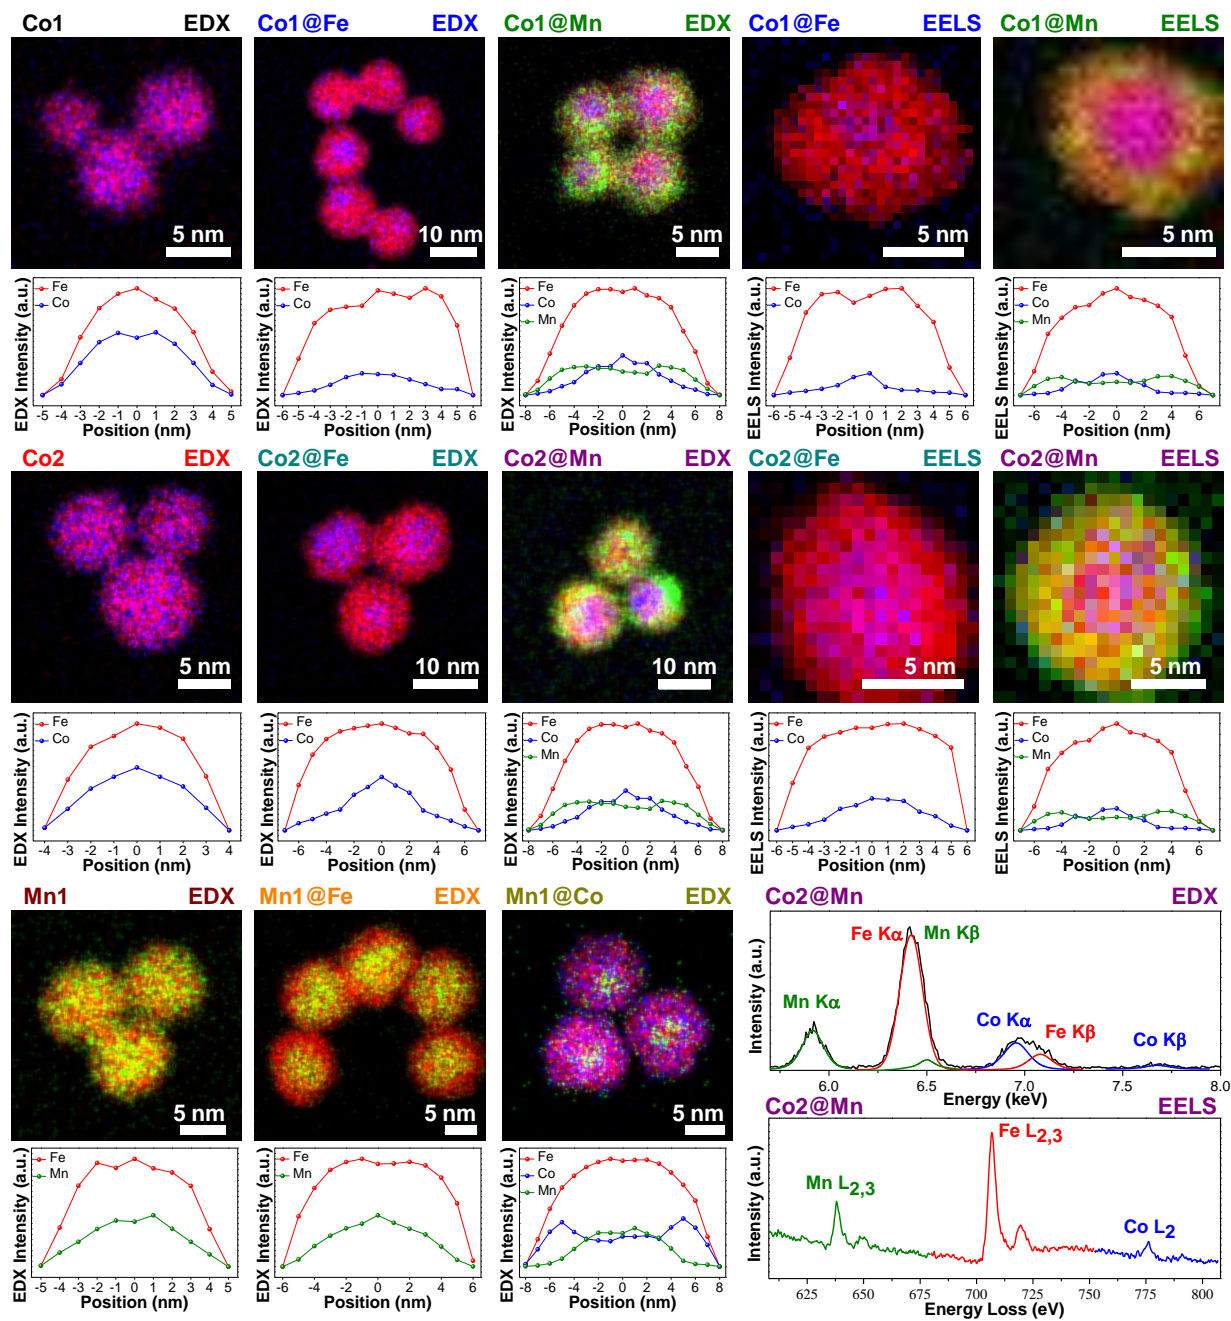 Co1 EDX Co1@Fe EDX Co1@Mn EDX Co1@Fe EELS Co1@Mn EELS
5 nm 10 nm 5 nm 5 nm 5 nm
EDX Intensity (a.u.) Fe Co -5 -4 -3 -2 -1 0 1 2 3 4 5 Position (nm)
EDX Intensity (a.u.) Fe Co -6 -5 -4 -3 -2 -1 0 1 2 3 4 5 6 Position (nm)
EDX Intensity (a.u.) Fe Co Mn -8 -6 -4 -2 0 2 4 6 8 Position (nm)
EELS Intensity (a.u.) Fe Co -6 -5 -4 -3 -2 -1 0 1 2 3 4 5 6 Position (nm)
EELS Intensity (a.u.) Fe Co Mn -6 -4 -2 0 2 4 6 Position (nm)
Co2 EDX Co2@Fe EDX Co2@Mn EDX Co2@Fe EELS Co2@Mn EELS
5 nm 10 nm 10 nm 5 nm 5 nm
EDX Intensity (a.u.) Fe Co -4 -3 -2 -1 0 1 2 3 4 Position (nm)
EDX Intensity (a.u.) Fe Co -6 -4 -2 0 2 4 6 Position (nm)
EDX Intensity (a.u.) Fe Co Mn -8 -6 -4 -2 0 2 4 6 8 Position (nm)
EELS Intensity (a.u.) Fe Co -6 -5 -4 -3 -2 -1 0 1 2 3 4 5 6 Position (nm)
EELS Intensity (a.u.) Fe Co Mn -6 -4 -2 0 2 4 6 Position (nm)
Mn1 EDX Mn1@Fe EDX Mn1@Co EDX Co2@Mn EDX
5 nm 5 nm 5 nm
Intensity (a.u.) Mn Kα Fe Kα Mn Kβ Co Kα Fe Kβ Co Kβ
6.0 6.5 7.0 7.5 8.0
Energy (keV)
Co2@Mn EELS
EDX Intensity (a.u.) Fe Mn -5 -4 -3 -2 -1 0 1 2 3 4 5 Position (nm)
EDX Intensity (a.u.) Fe Mn -6 -4 -2 0 2 4 6 Position (nm)
EDX Intensity (a.u.) Fe Co Mn -8 -6 -4 -2 0 2 4 6 8 Position (nm)
Intensity (a.u.) Mn L2,3 Fe L2,3 Co L2
625 650 675 700 725 750 775 800
Energy Loss (eV)